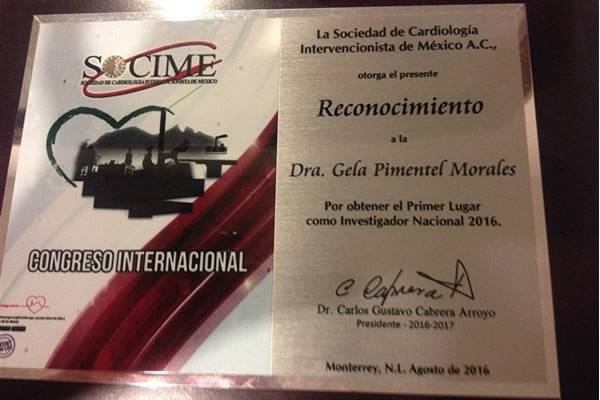 SOCIME
SOCIEDAD DE CARDIOLOGÍA INTERVENCIONISTA DE MÉXICO
CONGRESO INTERNACIONAL
La Sociedad de Cardiología
Intervencionista de México A.C.,
otorga el presente
Reconocimiento
a la
Dra. Gela Pimentel Morales
Por obtener el Primer Lugar
como Investigador Nacional 2016.
C Cabrera A
Dr. Carlos Gustavo Cabrera Arroyo
Presidente - 2016-2017
Monterrey, N.L. Agosto de 2016